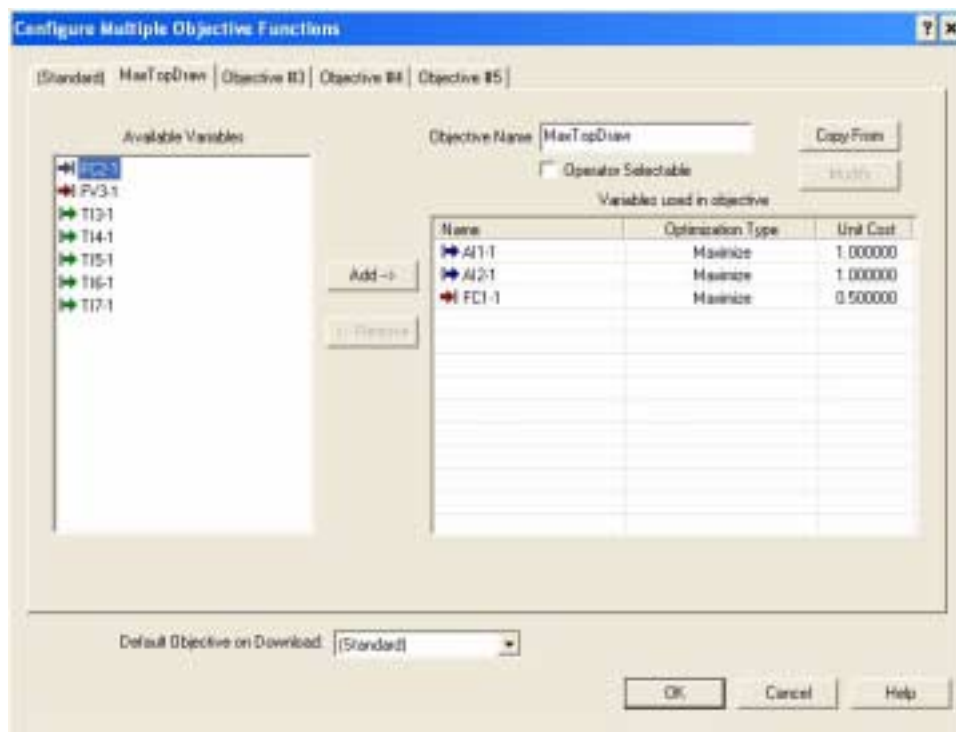 Configure Multiple Objective Functions
(Standard) MaxTopDraw Objective #3 Objective #4 Objective #5
Available Variables
FC2-1
FV3-1
TI3-1
TI4-1
TI5-1
TI6-1
TI7-1
Add -->
<-- Remove
Objective Name MaxTopDraw
Copy From
Operator Selectable
Modify
Variables used in objective
Name Optimization Type Unit Cost
AI1-1 Maximize 1.000000
AI2-1 Maximize 1.000000
FC1-1 Maximize 0.500000
Default Objective on Download: (Standard)
OK Cancel Help